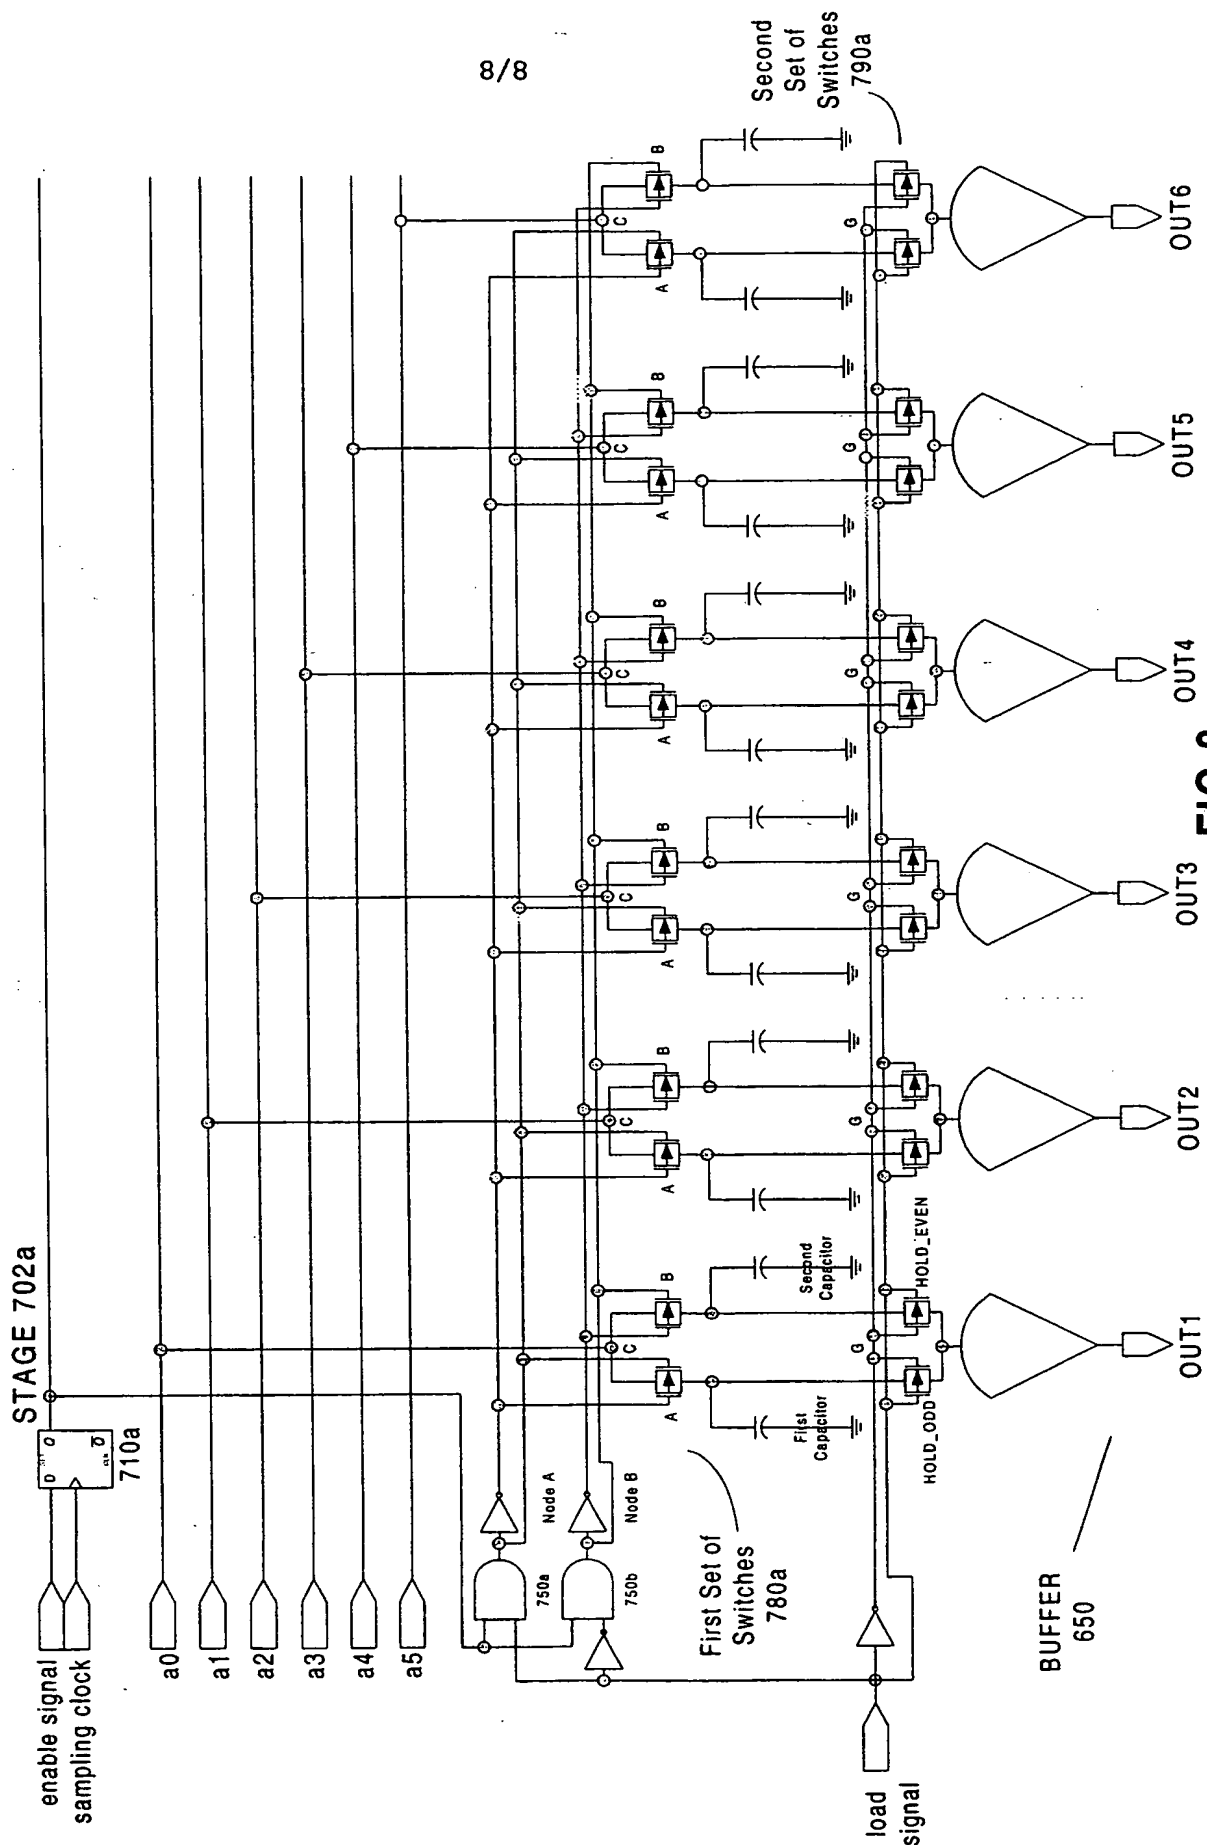 8/8
STAGE 702a
enable signal
sampling clock
D
SET
Q
CLR
Q
710a
a0
a1
a2
a3
a4
a5
750a
Node A
750b
Node B
First Set of
Switches
780a
A
C
B
A
C
B
A
C
B
A
C
B
A
C
B
A
C
B
First
Capacitor
Second
Capacitor
Second
Set of
Switches
790a
load
signal
HOLD_ODD
G
HOLD_EVEN
G
G
G
G
G
BUFFER
650
OUT1
OUT2
OUT3
OUT4
OUT5
OUT6